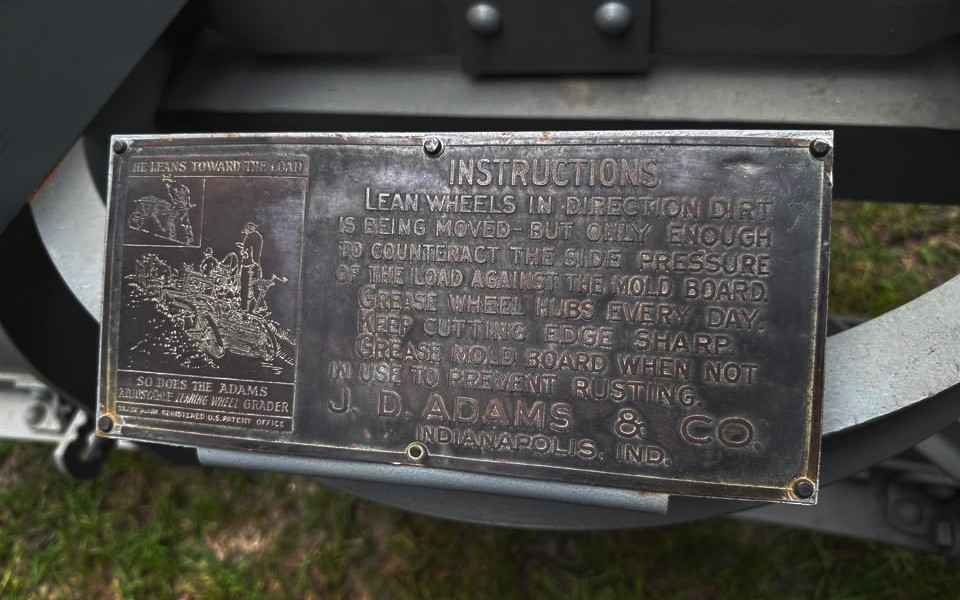 HE LEANS TOWARD THE LOAD
SO DOES THE ADAMS
ADJUSTABLE LEANING WHEEL GRADER
TRADE MARK REGISTERED U.S. PATENT OFFICE
INSTRUCTIONS
LEAN WHEELS IN DIRECTION DIRT
IS BEING MOVED - BUT ONLY ENOUGH
TO COUNTERACT THE SIDE PRESSURE
OF THE LOAD AGAINST THE MOLD BOARD.
GREASE WHEEL HUBS EVERY DAY.
KEEP CUTTING EDGE SHARP
GREASE MOLD BOARD WHEN NOT
IN USE TO PREVENT RUSTING.
J. D. ADAMS & CO.
INDIANAPOLIS, IND.